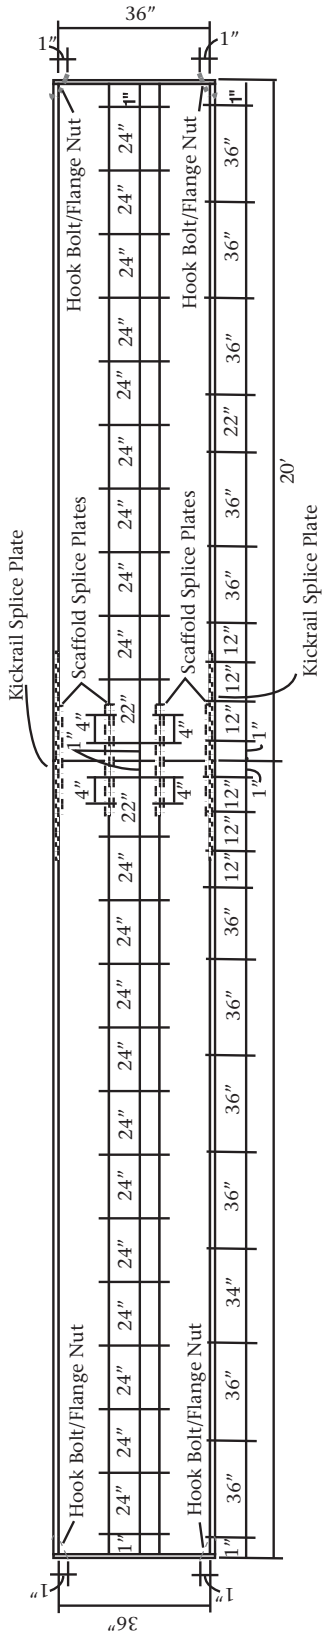 Kickrail Splice Plate
1" 1"
Hook Bolt/Flange Nut Scaffold Splice Plates Hook Bolt/Flange Nut
4" 1" 4"
36" 1" 24" 24" 24" 24" 24" 24" 24" 24" 24" 24" 24" 22" 22" 24" 24" 24" 24" 24" 24" 24" 24" 24" 1" 36"
4" 4"
Hook Bolt/Flange Nut Scaffold Splice Plates Hook Bolt/Flange Nut
1" 1"
1" 36" 36" 34" 36" 36" 36" 36" 12" 12" 12" 12" 12" 12" 36" 36" 22" 36" 36" 36" 1"
1" 1"
20'
Kickrail Splice Plate